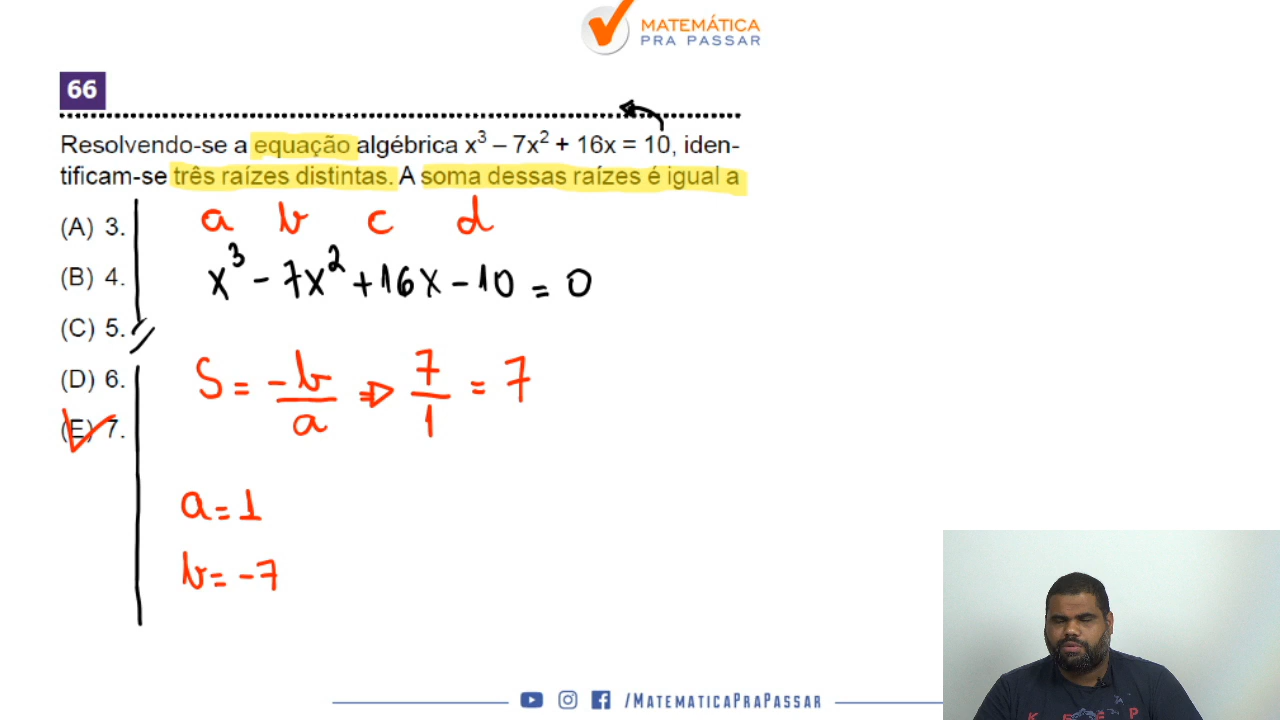 MATEMÁTICA
PRA PASSAR
66
Resolvendo-se a equação algébrica x³ – 7x² + 16x = 10, iden-
tificam-se três raízes distintas. A soma dessas raízes é igual a
(A) 3.
(B) 4.
(C) 5.
(D) 6.
(E) 7.
a b c d
x³ - 7x² + 16x - 10 = 0
S = -b/a ⇒ 7/1 = 7
a = 1
b = -7
/MATEMATICAPRAPASSAR
K E E P